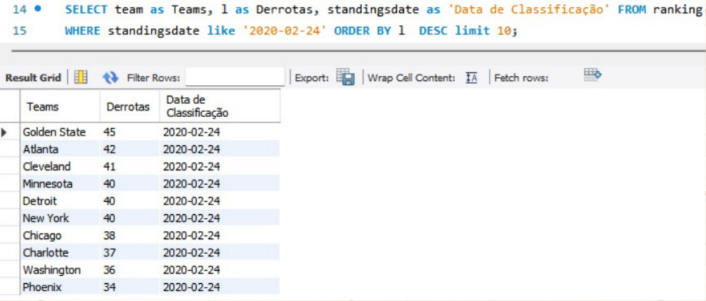 14 SELECT team as Teams, l as Derrotas, standingsdate as 'Data de Classificação' FROM ranking
15 WHERE standingsdate like '2020-02-24' ORDER BY l DESC limit 10;
Result Grid Filter Rows: Export: Wrap Cell Content: IA Fetch rows:
Teams Derrotas Data de Classificação
Golden State 45 2020-02-24
Atlanta 42 2020-02-24
Cleveland 41 2020-02-24
Minnesota 40 2020-02-24
Detroit 40 2020-02-24
New York 40 2020-02-24
Chicago 38 2020-02-24
Charlotte 37 2020-02-24
Washington 36 2020-02-24
Phoenix 34 2020-02-24